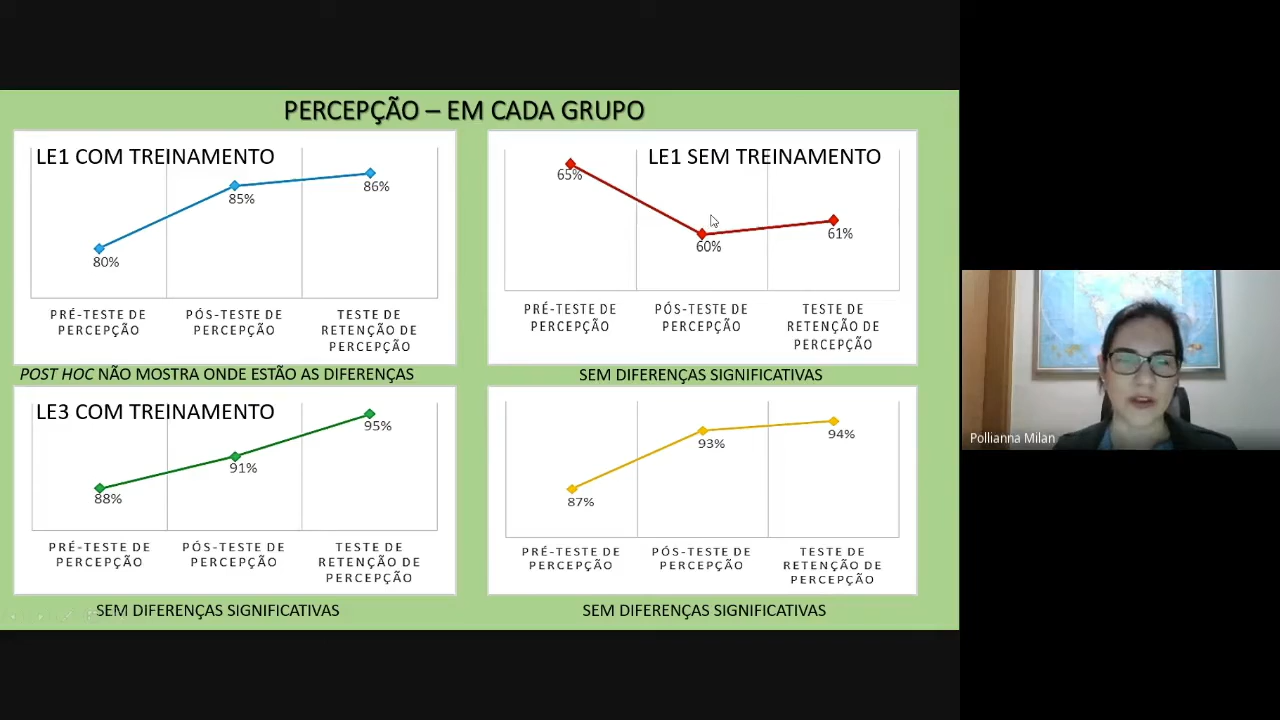 PERCEPÇÃO – EM CADA GRUPO
LE1 COM TREINAMENTO
80%
85%
86%
PRÉ-TESTE DE
PERCEPÇÃO
PÓS-TESTE DE
PERCEPÇÃO
TESTE DE
RETENÇÃO DE
PERCEPÇÃO
POST HOC NÃO MOSTRA ONDE ESTÃO AS DIFERENÇAS
LE1 SEM TREINAMENTO
65%
60%
61%
PRÉ-TESTE DE
PERCEPÇÃO
PÓS-TESTE DE
PERCEPÇÃO
TESTE DE
RETENÇÃO DE
PERCEPÇÃO
SEM DIFERENÇAS SIGNIFICATIVAS
LE3 COM TREINAMENTO
88%
91%
95%
PRÉ-TESTE DE
PERCEPÇÃO
PÓS-TESTE DE
PERCEPÇÃO
TESTE DE
RETENÇÃO DE
PERCEPÇÃO
SEM DIFERENÇAS SIGNIFICATIVAS
87%
93%
94%
PRÉ-TESTE DE
PERCEPÇÃO
PÓS-TESTE DE
PERCEPÇÃO
TESTE DE
RETENÇÃO DE
PERCEPÇÃO
SEM DIFERENÇAS SIGNIFICATIVAS
Pollianna Milan